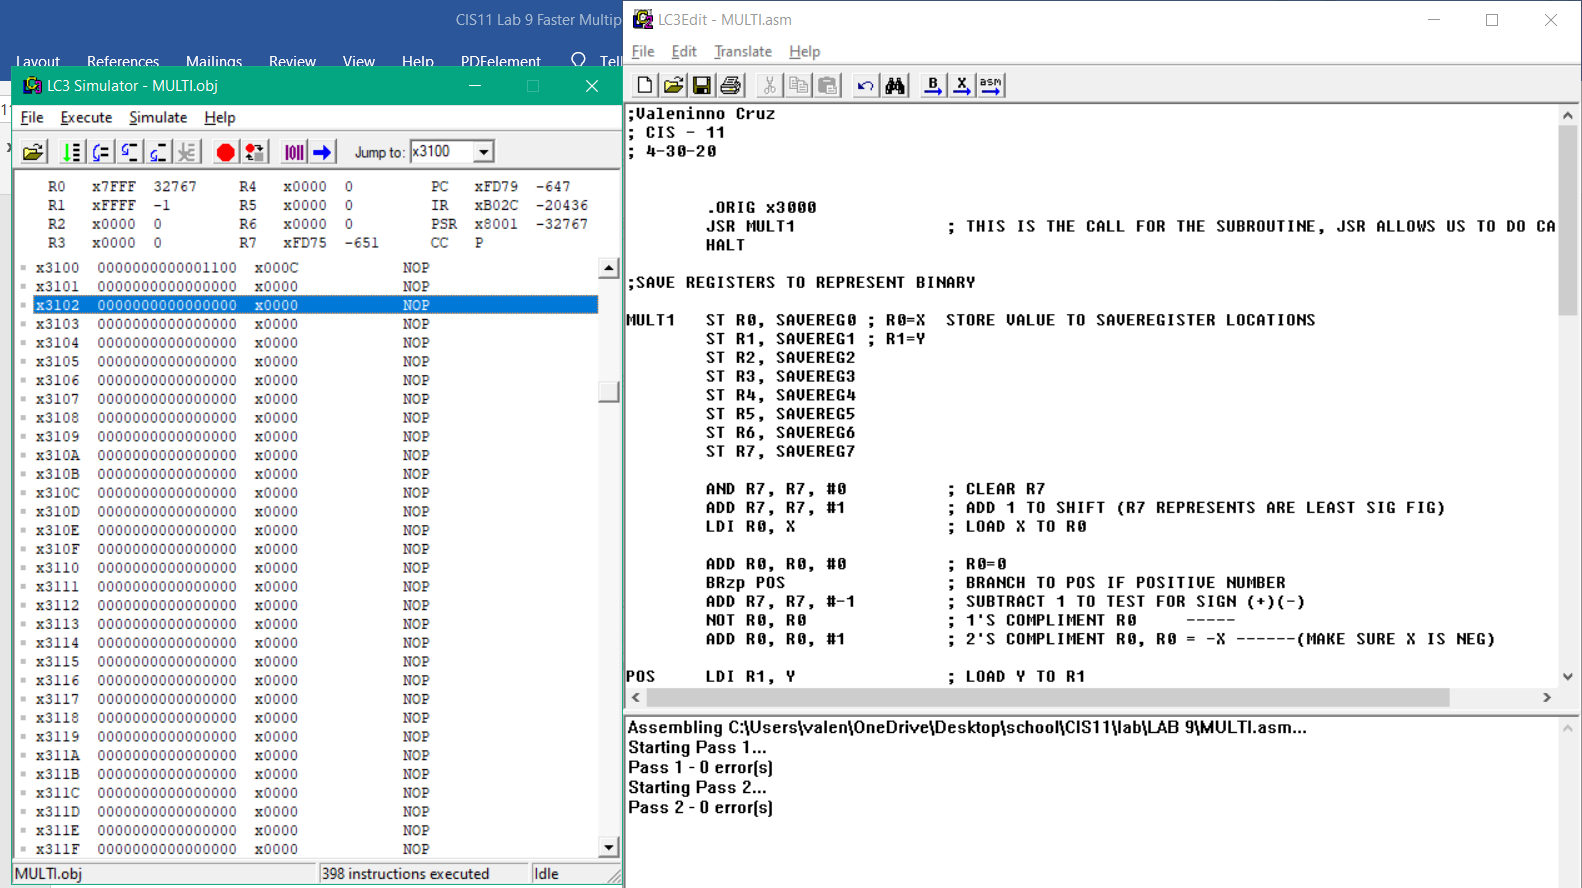 CIS11 Lab 9 Faster Multip
Layout References Mailings Review View Help PDFelement Tell
LC3 Simulator - MULTI.obj
File Execute Simulate Help
Jump to: x3100
R0 x7FFF 32767 R4 x0000 0 PC xFD79 -647
R1 xFFFF -1 R5 x0000 0 IR xB02C -20436
R2 x0000 0 R6 x0000 0 PSR x8001 -32767
R3 x0000 0 R7 xFD75 -651 CC P
x3100 0000000000001100 x000C NOP
x3101 0000000000000000 x0000 NOP
x3102 0000000000000000 x0000 NOP
x3103 0000000000000000 x0000 NOP
x3104 0000000000000000 x0000 NOP
x3105 0000000000000000 x0000 NOP
x3106 0000000000000000 x0000 NOP
x3107 0000000000000000 x0000 NOP
x3108 0000000000000000 x0000 NOP
x3109 0000000000000000 x0000 NOP
x310A 0000000000000000 x0000 NOP
x310B 0000000000000000 x0000 NOP
x310C 0000000000000000 x0000 NOP
x310D 0000000000000000 x0000 NOP
x310E 0000000000000000 x0000 NOP
x310F 0000000000000000 x0000 NOP
x3110 0000000000000000 x0000 NOP
x3111 0000000000000000 x0000 NOP
x3112 0000000000000000 x0000 NOP
x3113 0000000000000000 x0000 NOP
x3114 0000000000000000 x0000 NOP
x3115 0000000000000000 x0000 NOP
x3116 0000000000000000 x0000 NOP
x3117 0000000000000000 x0000 NOP
x3118 0000000000000000 x0000 NOP
x3119 0000000000000000 x0000 NOP
x311A 0000000000000000 x0000 NOP
x311B 0000000000000000 x0000 NOP
x311C 0000000000000000 x0000 NOP
x311D 0000000000000000 x0000 NOP
x311E 0000000000000000 x0000 NOP
x311F 0000000000000000 x0000 NOP
MULTI.obj 398 instructions executed Idle
LC3Edit - MULTI.asm
File Edit Translate Help
B X asm
;Valeninno Cruz
; CIS - 11
; 4-30-20
.ORIG x3000
JSR MULT1 ; THIS IS THE CALL FOR THE SUBROUTINE, JSR ALLOWS US TO DO CA
HALT
;SAVE REGISTERS TO REPRESENT BINARY
MULT1 ST R0, SAVEREG0 ; R0=X STORE VALUE TO SAVEREGISTER LOCATIONS
ST R1, SAVEREG1 ; R1=Y
ST R2, SAVEREG2
ST R3, SAVEREG3
ST R4, SAVEREG4
ST R5, SAVEREG5
ST R6, SAVEREG6
ST R7, SAVEREG7
AND R7, R7, #0 ; CLEAR R7
ADD R7, R7, #1 ; ADD 1 TO SHIFT (R7 REPRESENTS ARE LEAST SIG FIG)
LDI R0, X ; LOAD X TO R0
ADD R0, R0, #0 ; R0=0
BRzp POS ; BRANCH TO POS IF POSITIVE NUMBER
ADD R7, R7, #-1 ; SUBTRACT 1 TO TEST FOR SIGN (+)(-)
NOT R0, R0 ; 1'S COMPLIMENT R0 -----
ADD R0, R0, #1 ; 2'S COMPLIMENT R0, R0 = -X ------(MAKE SURE X IS NEG)
POS LDI R1, Y ; LOAD Y TO R1
Assembling C:\Users\valen\OneDrive\Desktop\school\CIS11\lab\LAB 9\MULTI.asm...
Starting Pass 1...
Pass 1 - 0 error(s)
Starting Pass 2...
Pass 2 - 0 error(s)